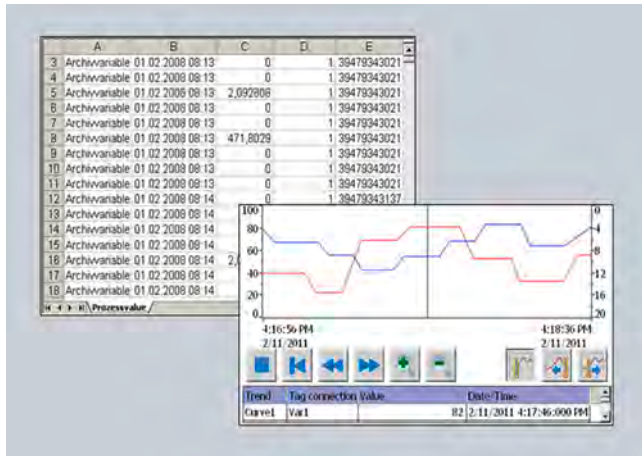 A B C D E
3 Archivvariable 01.02.2008 08:13 0 1 39479343021
4 Archivvariable 01.02.2008 08:13 0 1 39479343021
5 Archivvariable 01.02.2008 08:13 2,092808 1 39479343021
6 Archivvariable 01.02.2008 08:13 0 1 39479343021
7 Archivvariable 01.02.2008 08:13 0 1 39479343021
8 Archivvariable 01.02.2008 08:13 471,8029 1 39479343021
9 Archivvariable 01.02.2008 08:13 0 1 39479343021
10 Archivvariable 01.02.2008 08:13 0 1 39479343021
11 Archivvariable 01.02.2008 08:13 0 1 39479343021
12 Archivvariable 01.02.2008 08:14 0 1 39479343137
13 Archivvariable 01.02.2008 08:14
14 Archivvariable 01.02.2008 08:14
15 Archivvariable 01.02.2008 08:14
16 Archivvariable 01.02.2008 08:14
17 Archivvariable 01.02.2008 08:14
18 Archivvariable 01.02.2008 08:14
Prozessvalue
100 0
80 4
60 8
40 12
20 16
0 20
4:16:56 PM 4:18:36 PM
2/11/2011 2/11/2011
Trend Tag connection Value Date/Time
Curve1 Var1 82 2/11/2011 4:17:46:000 PM